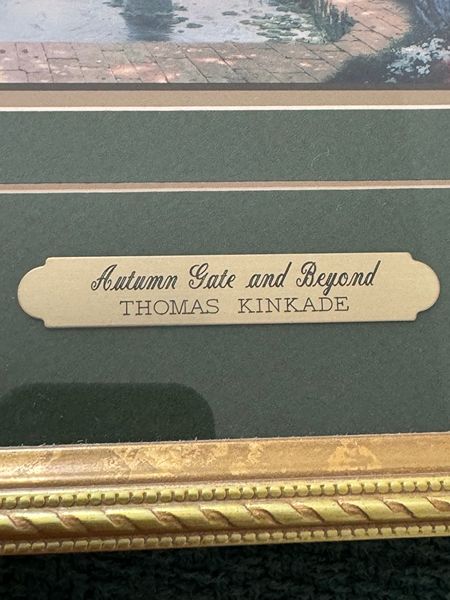 Autumn Gate and Beyond
THOMAS KINKADE